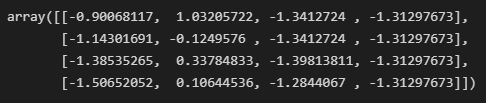 array([[-0.90068117,  1.03205722, -1.3412724 , -1.31297673],
       [-1.14301691, -0.1249576 , -1.3412724 , -1.31297673],
       [-1.38535265,  0.33784833, -1.39813811, -1.31297673],
       [-1.50652052,  0.10644536, -1.2844067 , -1.31297673]])